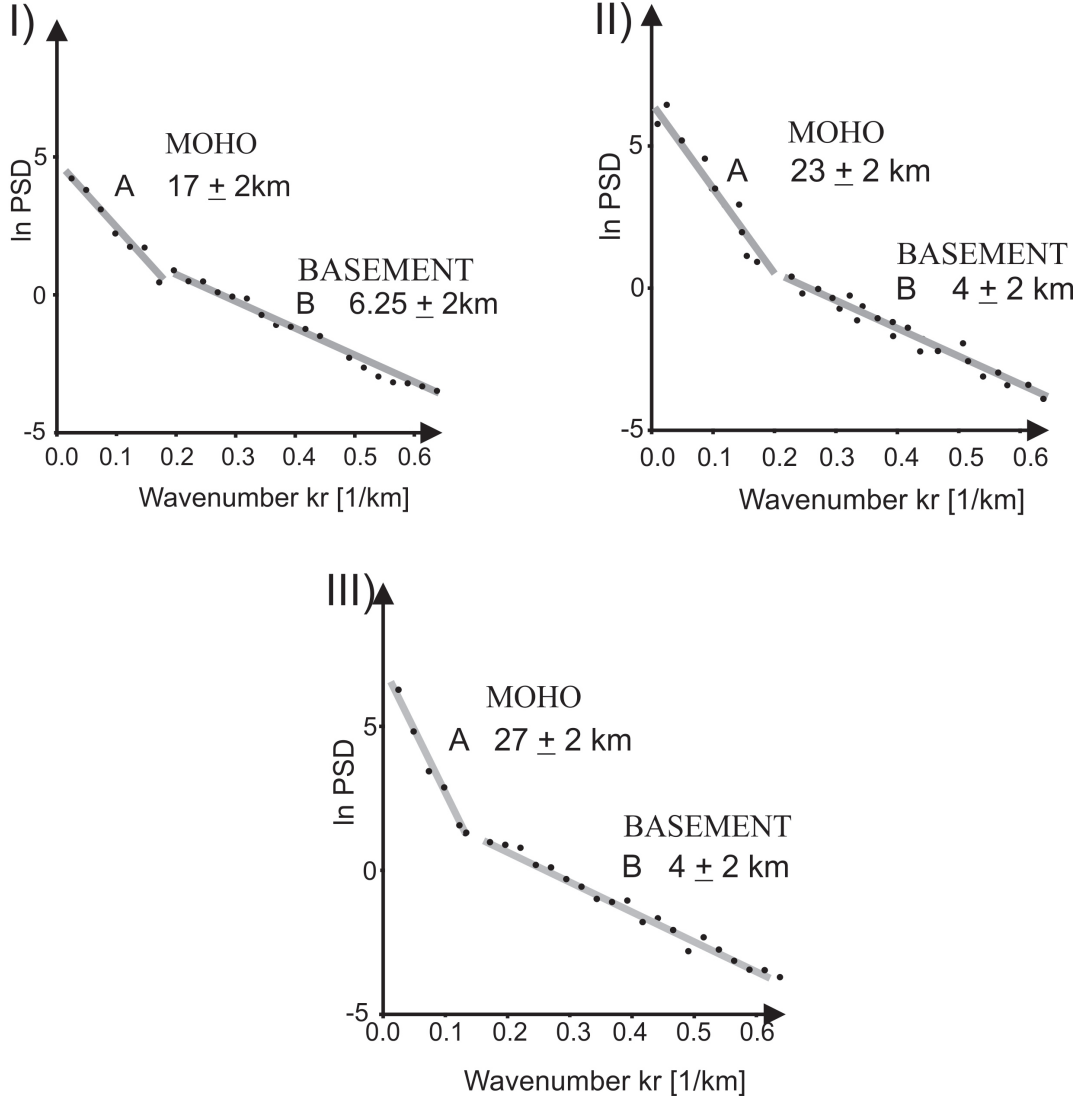 I)
MOHO
A 17 ± 2km
BASEMENT
B 6.25 ± 2km
ln PSD
5
0
-5
0.0 0.1 0.2 0.3 0.4 0.5 0.6
Wavenumber kr [1/km]
II)
MOHO
A 23 ± 2 km
BASEMENT
B 4 ± 2 km
ln PSD
5
0
-5
0.0 0.1 0.2 0.3 0.4 0.5 0.6
Wavenumber kr [1/km]
III)
MOHO
A 27 ± 2 km
BASEMENT
B 4 ± 2 km
ln PSD
5
0
-5
0.0 0.1 0.2 0.3 0.4 0.5 0.6
Wavenumber kr [1/km]